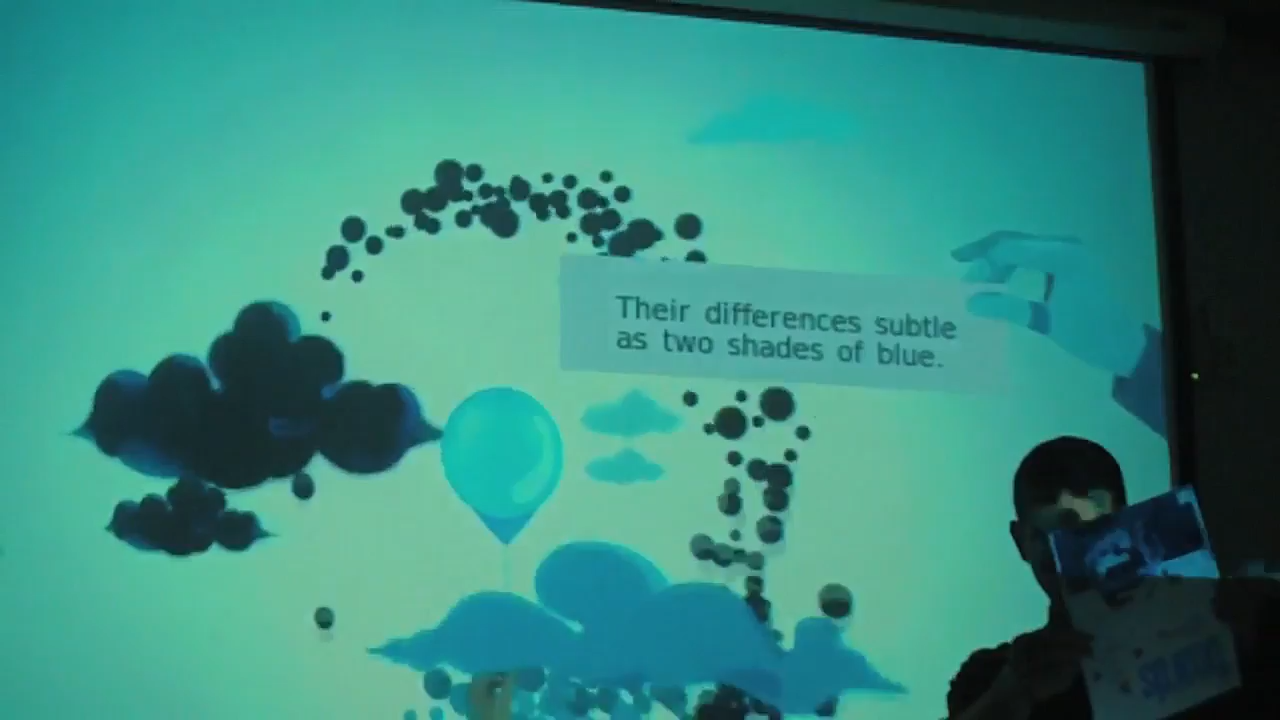 Their differences subtle
as two shades of blue.